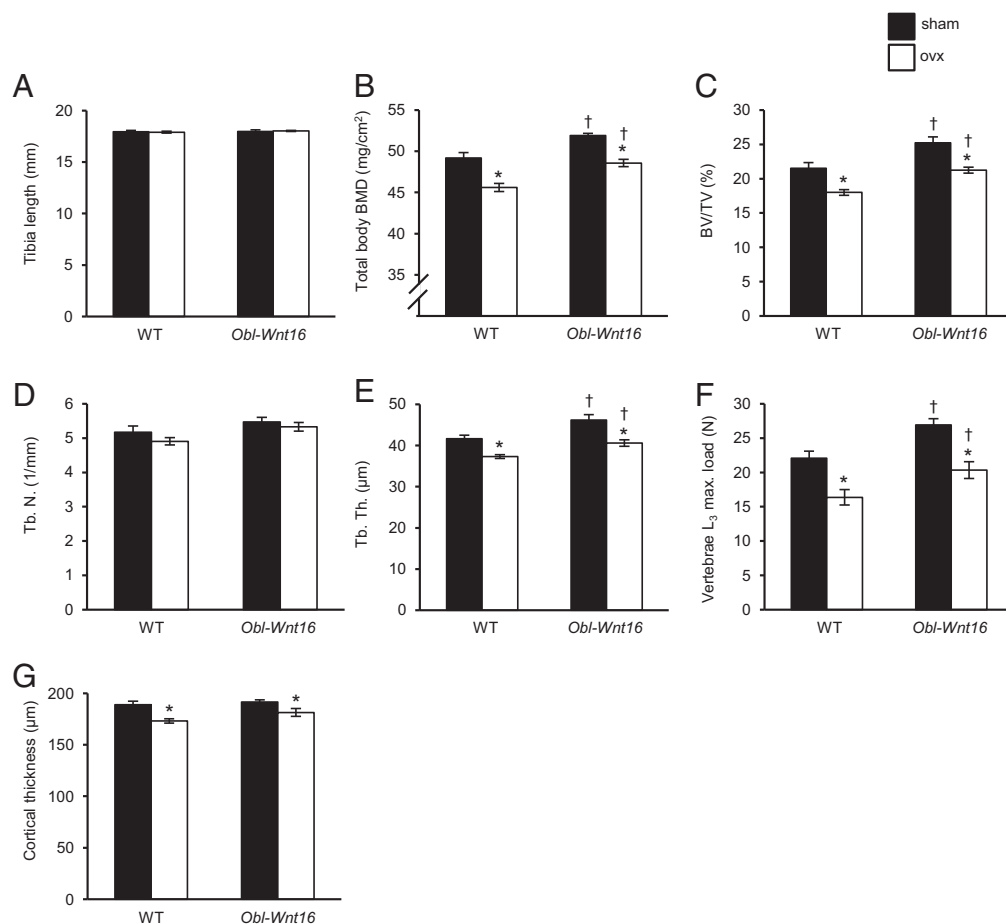 sham
ovx
A
Tibia length (mm)
20
15
10
5
0
WT
Obl-Wnt16
B
Total body BMD (mg/cm²)
55
50
45
40
35
†
†
*
*
WT
Obl-Wnt16
C
BV/TV (%)
30
25
20
15
10
5
0
†
†
*
*
WT
Obl-Wnt16
D
Tb. N. (1/mm)
6
5
4
3
2
1
0
WT
Obl-Wnt16
E
Tb. Th. (µm)
50
40
30
20
10
0
†
†
*
*
WT
Obl-Wnt16
F
Vertebrae L₃ max. load (N)
30
25
20
15
10
5
0
†
†
*
*
WT
Obl-Wnt16
G
Cortical thickness (µm)
200
150
100
50
0
*
*
WT
Obl-Wnt16